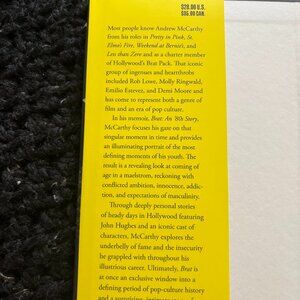 $28.00 U.S.
$35.00 CAN.
Most people know Andrew McCarthy
from his roles in Pretty in Pink, St.
Elmo's Fire, Weekend at Bernie's, and
Less than Zero and as a charter member
of Hollywood's Brat Pack. That iconic
group of ingenues and heartthrobs
included Rob Lowe, Molly Ringwald,
Emilio Estevez, and Demi Moore and
has come to represent both a genre of
film and an era of pop culture.
In his memoir, Brat: An '80s Story,
McCarthy focuses his gaze on that
singular moment in time and provides
an illuminating portrait of the most
defining moments of his youth. The
result is a revealing look at coming of
age in a maelstrom, reckoning with
conflicted ambition, innocence, addic-
tion, and expectations of masculinity.
Through deeply personal stories
of heady days in Hollywood featuring
John Hughes and an iconic cast of
characters, McCarthy explores the
underbelly of fame and the insecurity
he grappled with throughout his
illustrious career. Ultimately, Brat is
at once an exclusive window into a
defining period of pop-culture history